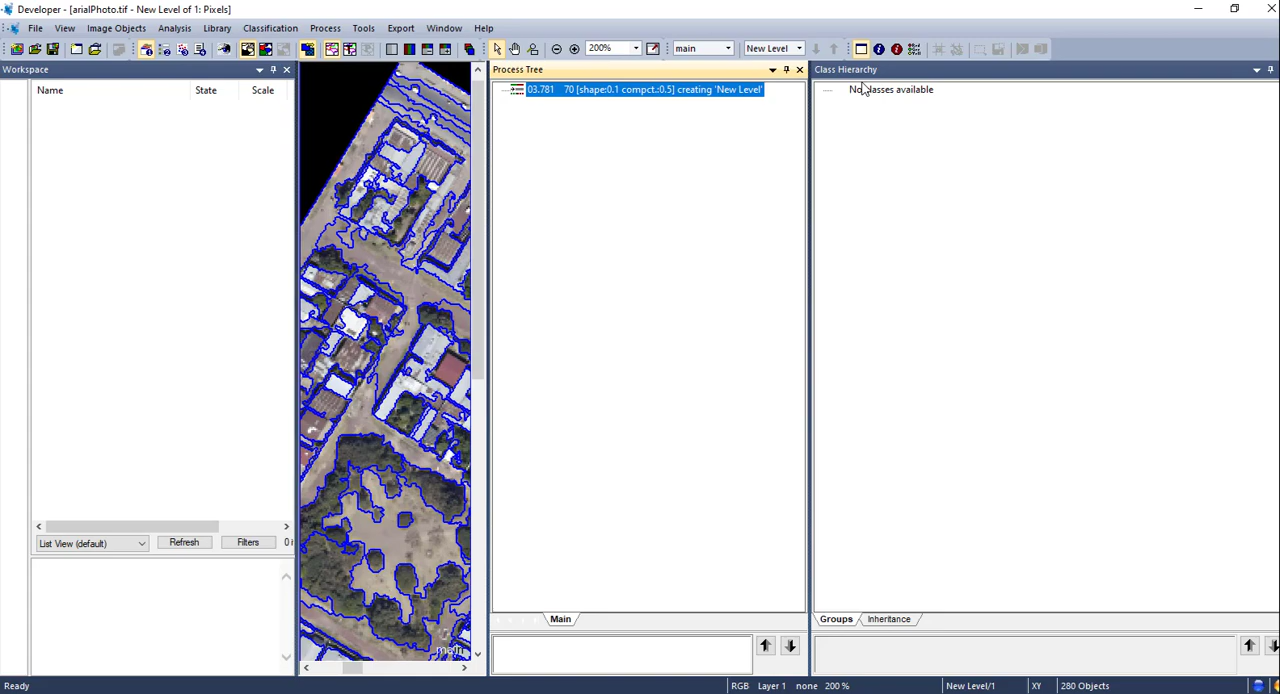 Developer - [arialPhoto.tif - New Level of 1: Pixels]
File View Image Objects Analysis Library Classification Process Tools Export Window Help
200% main New Level
Workspace
Process Tree
Class Hierarchy
Name State Scale
03.781 70 [shape:0.1 compct.:0.5] creating 'New Level'
No classes available
List View (default) Refresh Filters 0 i
main
Main
Groups Inheritance
Ready
RGB Layer 1 none 200 % New Level/1 XY 280 Objects